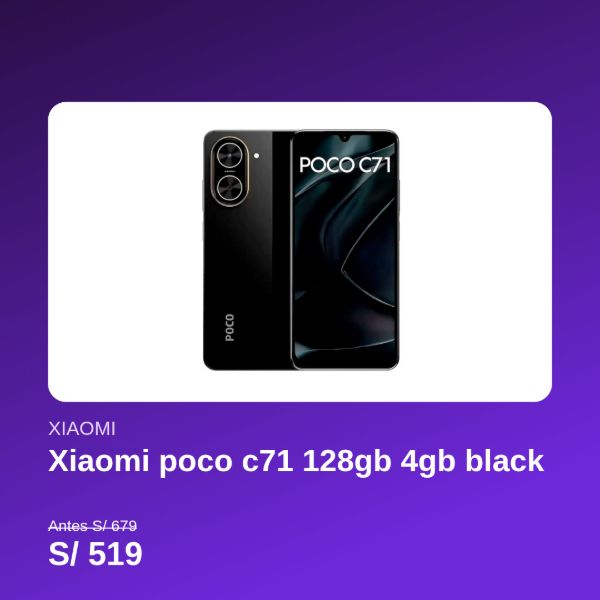 POCO C71
POCO
XIAOMI
Xiaomi poco c71 128gb 4gb black
Antes S/ 679
S/ 519